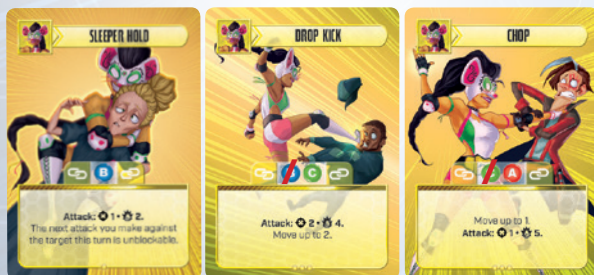 SLEEPER HOLD
B
Attack: 1 • 2.
The next attack you make against
the target this turn is unblockable.
DROP KICK
C
Attack: 2 • 4.
Move up to 2.
CHOP
A
Move up to 1.
Attack: 1 • 5.